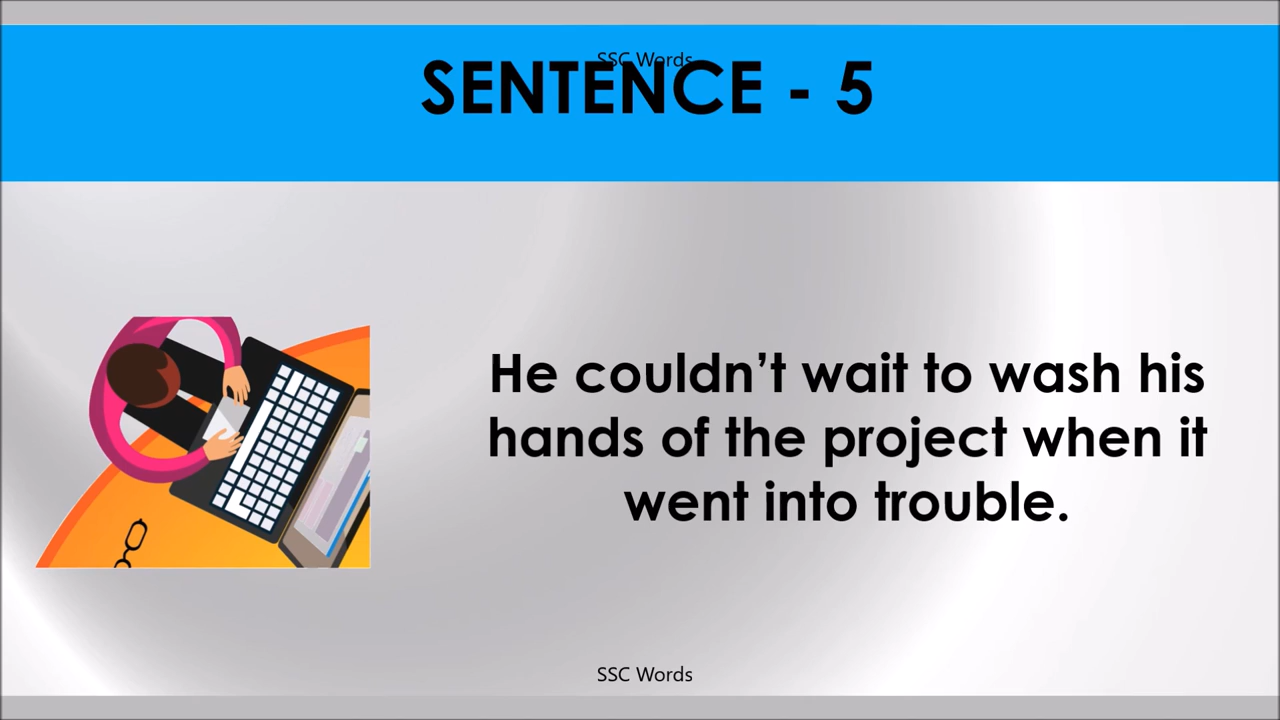 SSC Words
SENTENCE - 5
He couldn’t wait to wash his
hands of the project when it
went into trouble.
SSC Words